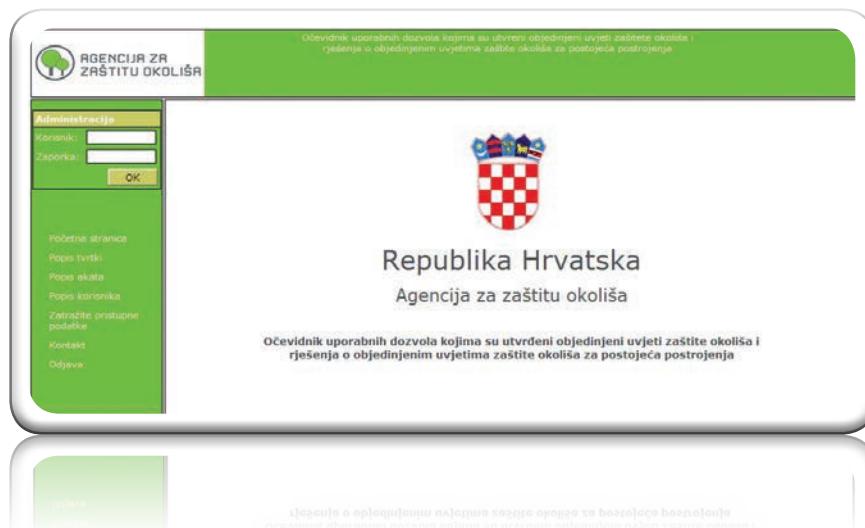 AGENCIJA ZA
ZAŠTITU OKOLIŠA
Očevidnik uporabnih dozvola kojima su utvreni objedinjeni uvjeti zaštete okoliša i
rješenja o objedinjenim uvjetima zaštite okoliša za postojeća postrojenja
Administracija
Korisnik:
Zaporka:
OK
Početna stranica
Popis tvrtki
Popis akata
Popis korisnika
Zatražite pristupne
podatke
Kontakt
Odjava
Republika Hrvatska
Agencija za zaštitu okoliša
Očevidnik uporabnih dozvola kojima su utvrđeni objedinjeni uvjeti zaštite okoliša i
rješenja o objedinjenim uvjetima zaštite okoliša za postojeća postrojenja